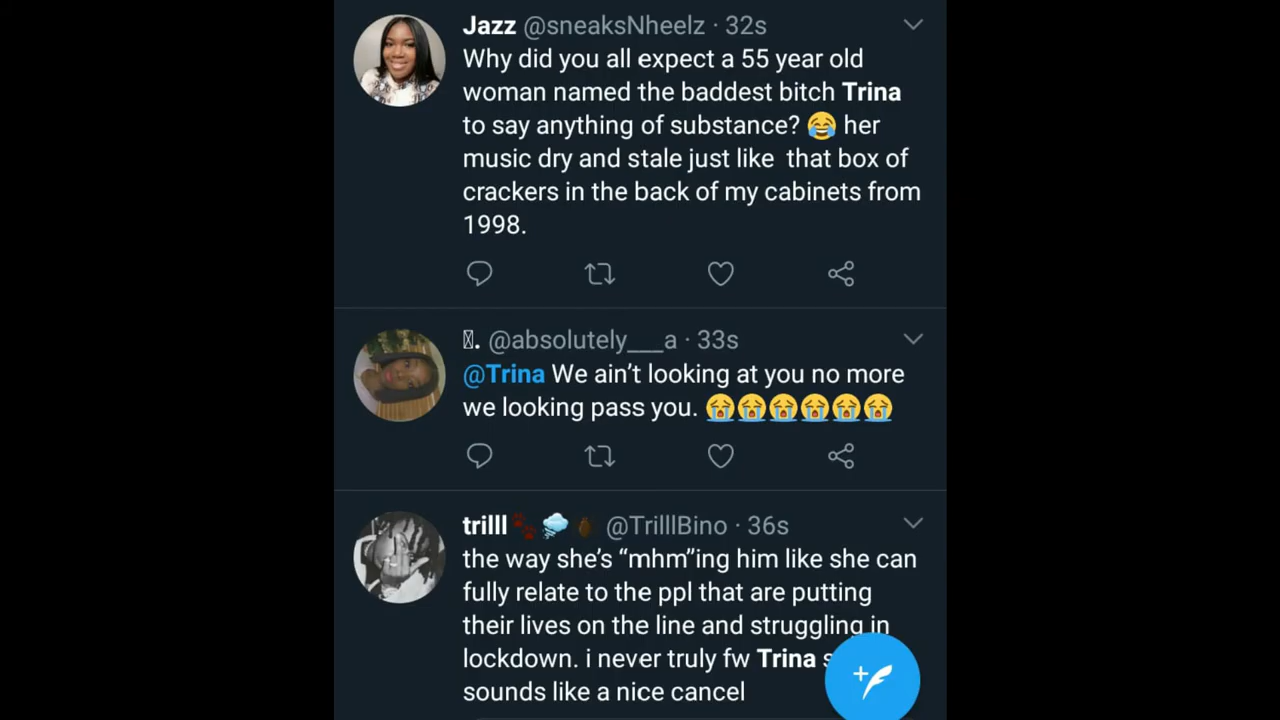 Jazz @sneaksNheelz · 32s
Why did you all expect a 55 year old
woman named the baddest bitch Trina
to say anything of substance? 😂 her
music dry and stale just like that box of
crackers in the back of my cabinets from
1998.
. @absolutely___a · 33s
@Trina We ain’t looking at you no more
we looking pass you. 😭😭😭😭😭😭
trilll 🐾🌪️ @TrilllBino · 36s
the way she’s “mhm”ing him like she can
fully relate to the ppl that are putting
their lives on the line and struggling in
lockdown. i never truly fw Trina
sounds like a nice cancel